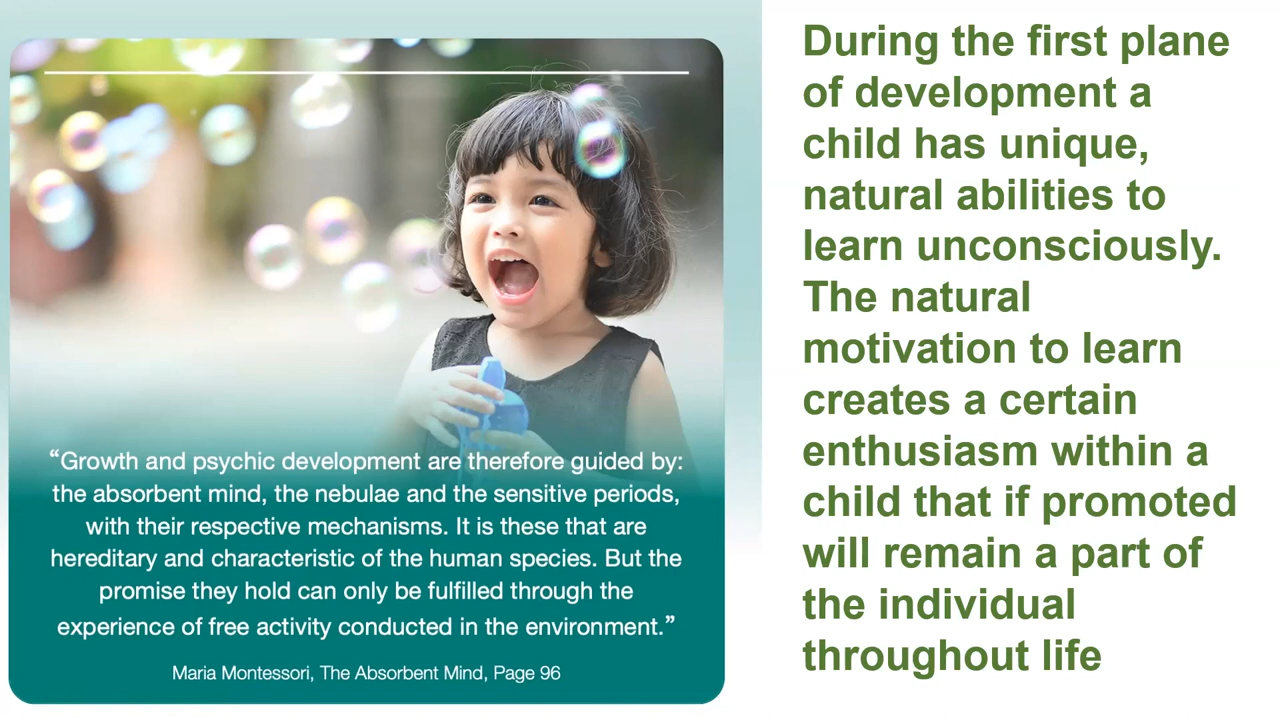 “Growth and psychic development are therefore guided by:
the absorbent mind, the nebulae and the sensitive periods,
with their respective mechanisms. It is these that are
hereditary and characteristic of the human species. But the
promise they hold can only be fulfilled through the
experience of free activity conducted in the environment.”
Maria Montessori, The Absorbent Mind, Page 96
During the first plane
of development a
child has unique,
natural abilities to
learn unconsciously.
The natural
motivation to learn
creates a certain
enthusiasm within a
child that if promoted
will remain a part of
the individual
throughout life